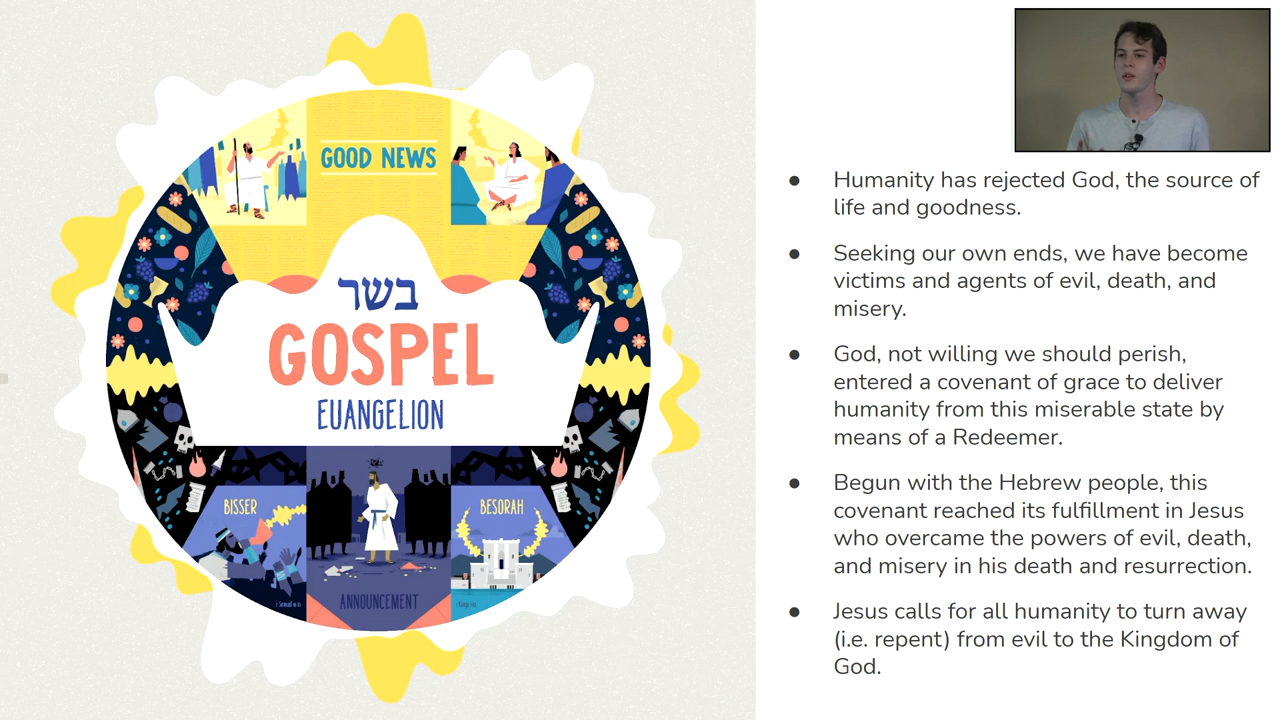 GOOD NEWS
בשר
GOSPEL
EUANGELION
BISSER
BESORAH
ANNOUNCEMENT
● Humanity has rejected God, the source of
life and goodness.
● Seeking our own ends, we have become
victims and agents of evil, death, and
misery.
● God, not willing we should perish,
entered a covenant of grace to deliver
humanity from this miserable state by
means of a Redeemer.
● Begun with the Hebrew people, this
covenant reached its fulfillment in Jesus
who overcame the powers of evil, death,
and misery in his death and resurrection.
● Jesus calls for all humanity to turn away
(i.e. repent) from evil to the Kingdom of
God.